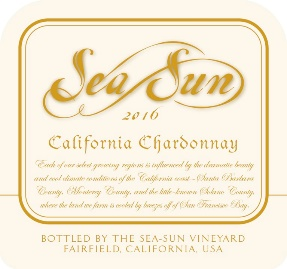 Sea Sun
2016
California Chardonnay
Each of our select growing regions is influenced by the dramatic beauty
and cool climate conditions of the California coast – Santa Barbara
County, Monterey County, and the little-known Solano County,
where the land we farm is cooled by breezes off of San Francisco Bay.
BOTTLED BY THE SEA-SUN VINEYARD
FAIRFIELD, CALIFORNIA, USA